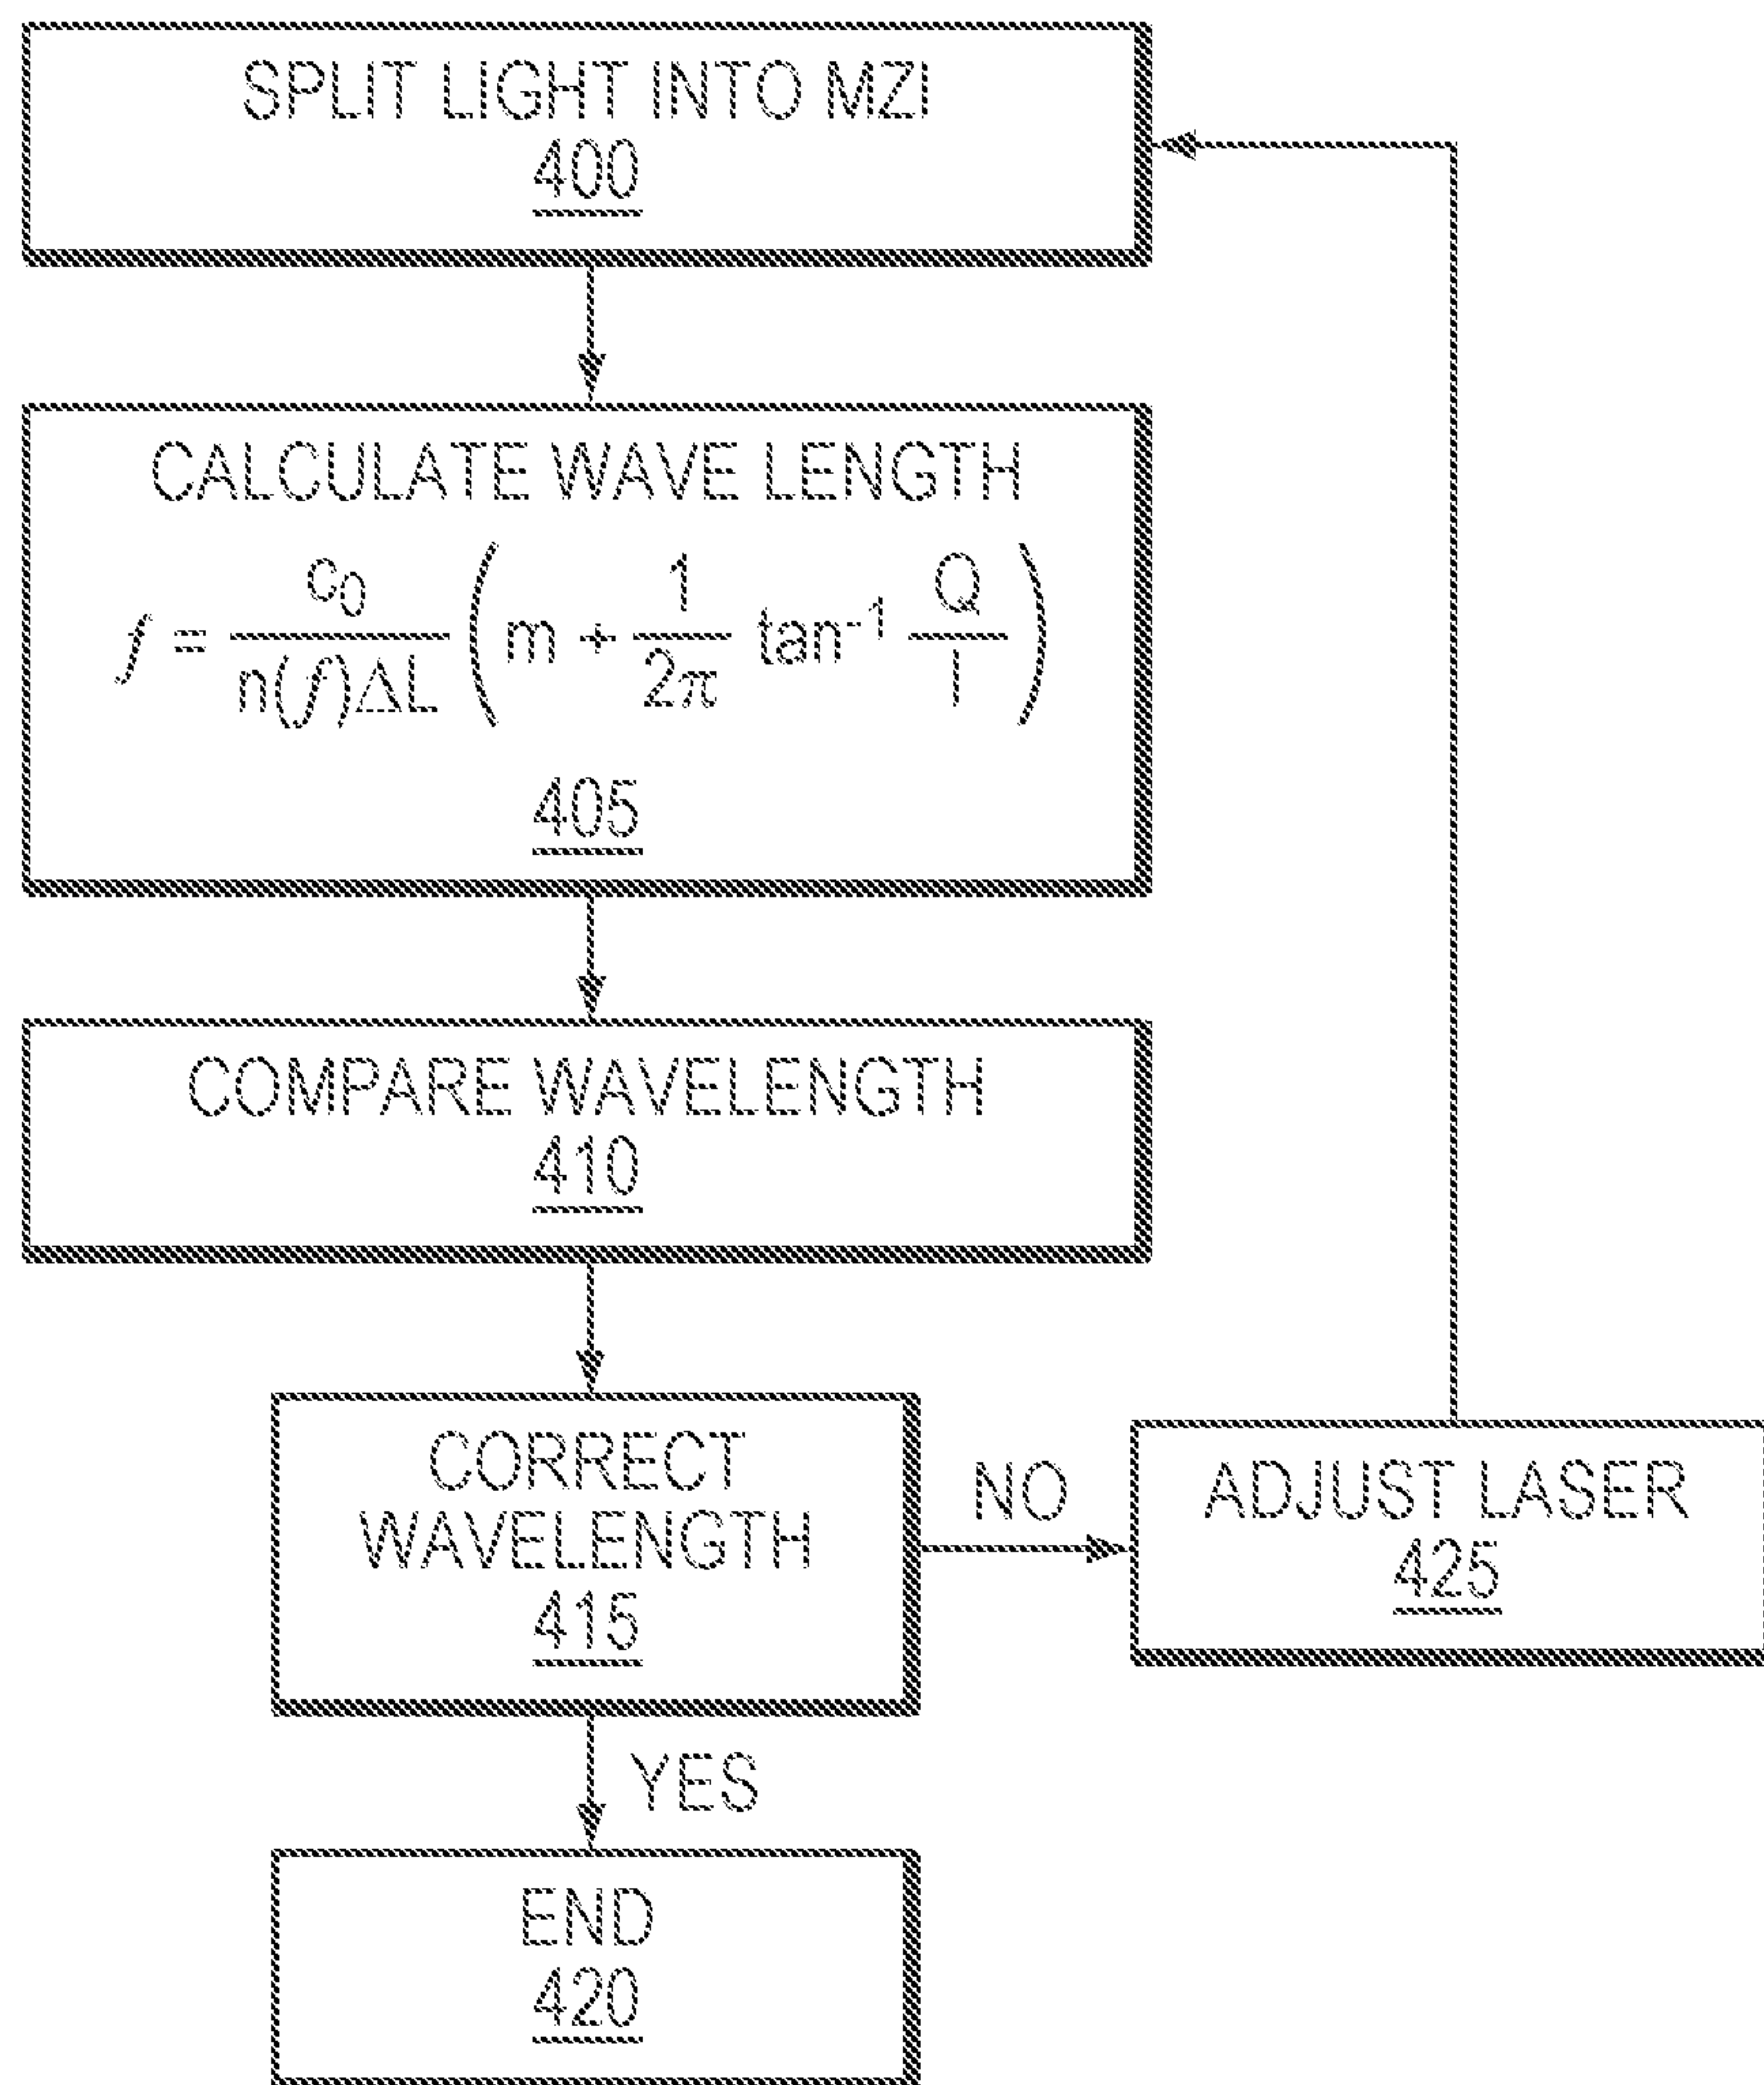 SPLIT LIGHT INTO MZI
400
CALCULATE WAVE LENGTH
f = c₀/n(f)ΔL (m + 1/2π tan⁻¹ Q/I)
405
COMPARE WAVELENGTH
410
CORRECT
WAVELENGTH
415
NO
ADJUST LASER
425
YES
END
420